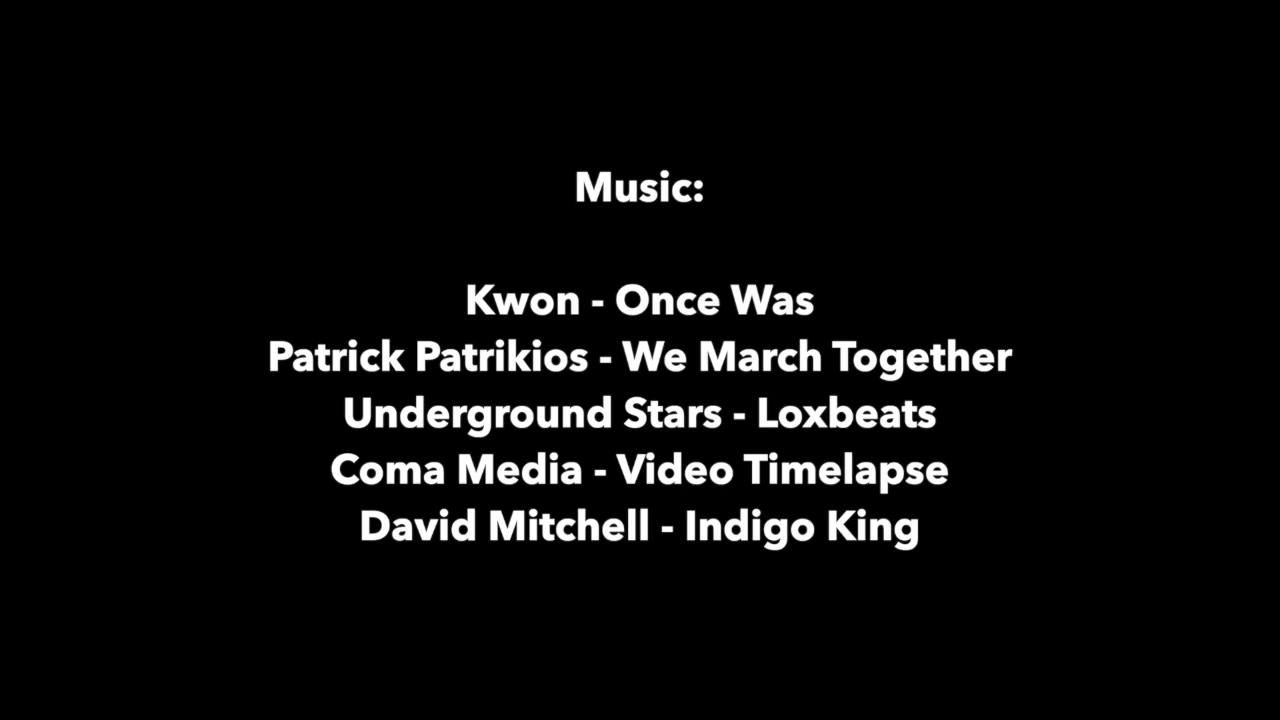 Music:
Kwon - Once Was
Patrick Patrikios - We March Together
Underground Stars - Loxbeats
Coma Media - Video Timelapse
David Mitchell - Indigo King